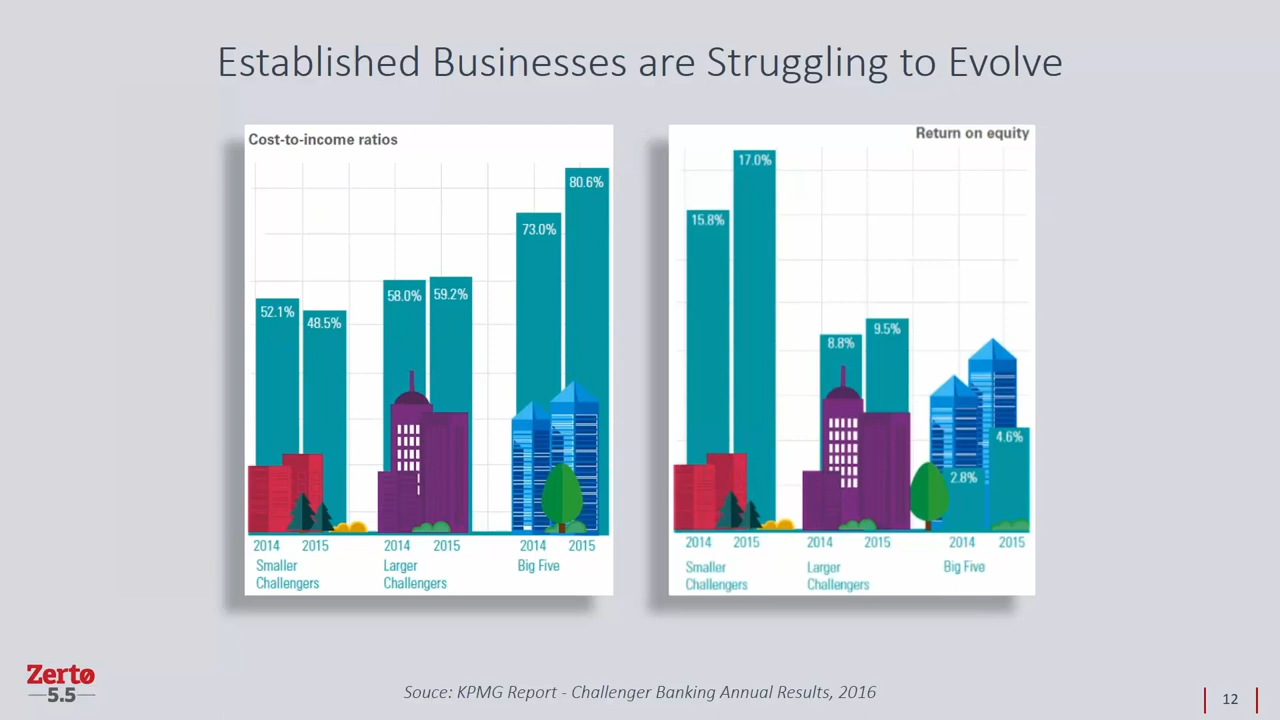 Established Businesses are Struggling to Evolve
Cost-to-income ratios
52.1%
48.5%
58.0%
59.2%
73.0%
80.6%
2014 2015 2014 2015 2014 2015
Smaller
Challengers
Larger
Challengers
Big Five
Return on equity
15.8%
17.0%
8.8%
9.5%
2.8%
4.6%
2014 2015 2014 2015 2014 2015
Smaller
Challengers
Larger
Challengers
Big Five
Zerto
5.5
Souce: KPMG Report - Challenger Banking Annual Results, 2016
12